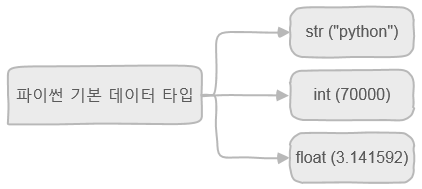 파이썬 기본 데이터 타입
str ("python")
int (70000)
float (3.141592)